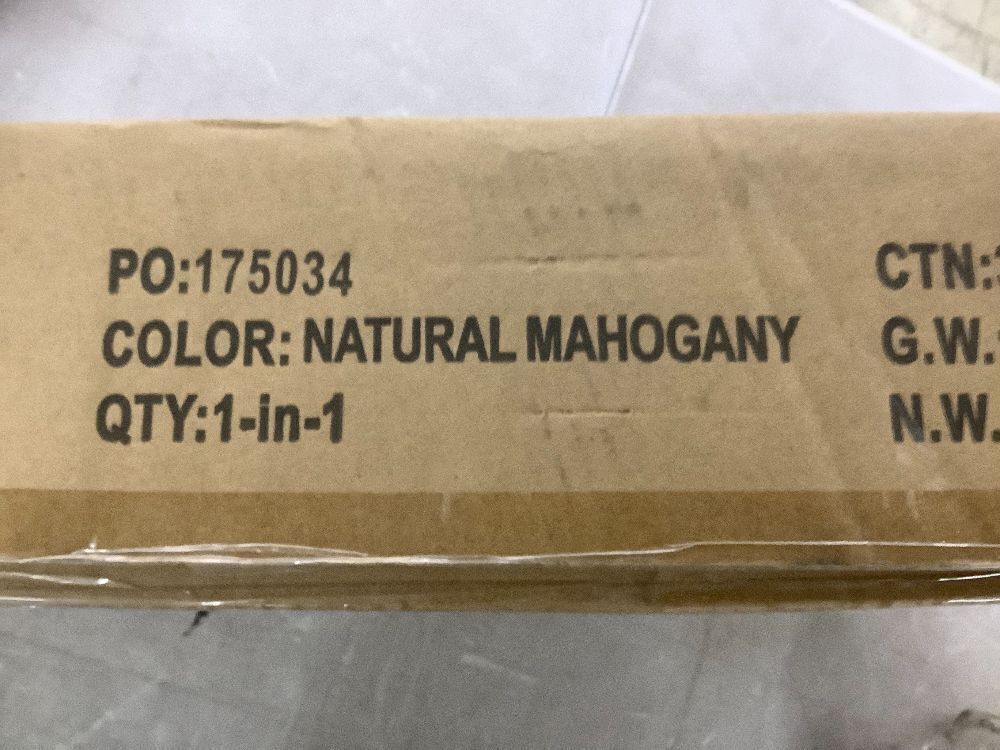 PO:175034
COLOR: NATURAL MAHOGANY
QTY:1-in-1
CTN:
G.W.
N.W.